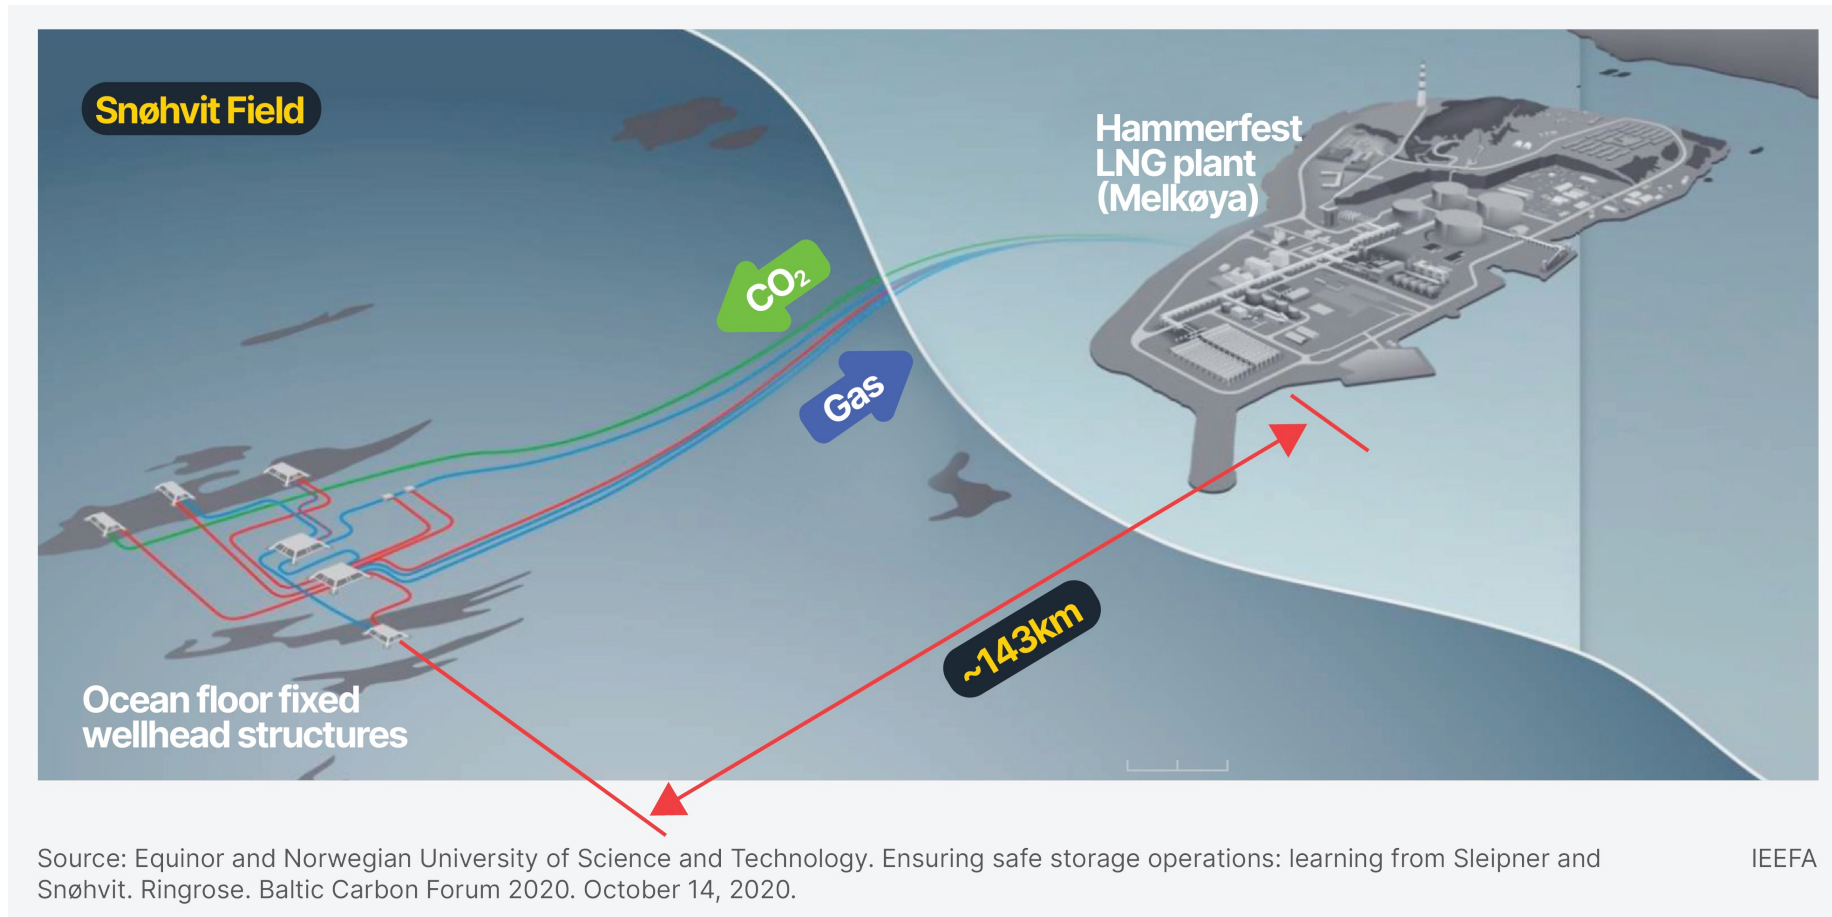 Snøhvit Field
Hammerfest
LNG plant
(Melkøya)
CO₂
Gas
~143km
Ocean floor fixed
wellhead structures
Source: Equinor and Norwegian University of Science and Technology. Ensuring safe storage operations: learning from Sleipner and
Snøhvit. Ringrose. Baltic Carbon Forum 2020. October 14, 2020.
IEEFA